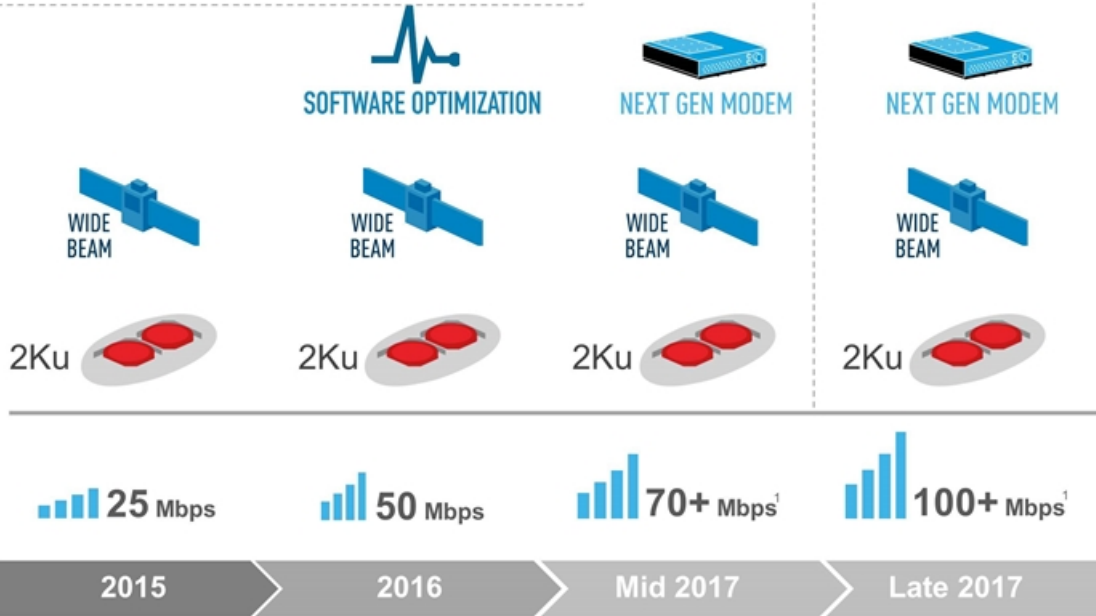 SOFTWARE OPTIMIZATION
NEXT GEN MODEM
NEXT GEN MODEM
WIDE
BEAM
WIDE
BEAM
WIDE
BEAM
WIDE
BEAM
2Ku
2Ku
2Ku
2Ku
25 Mbps
50 Mbps
70+ Mbps¹
100+ Mbps¹
2015
2016
Mid 2017
Late 2017